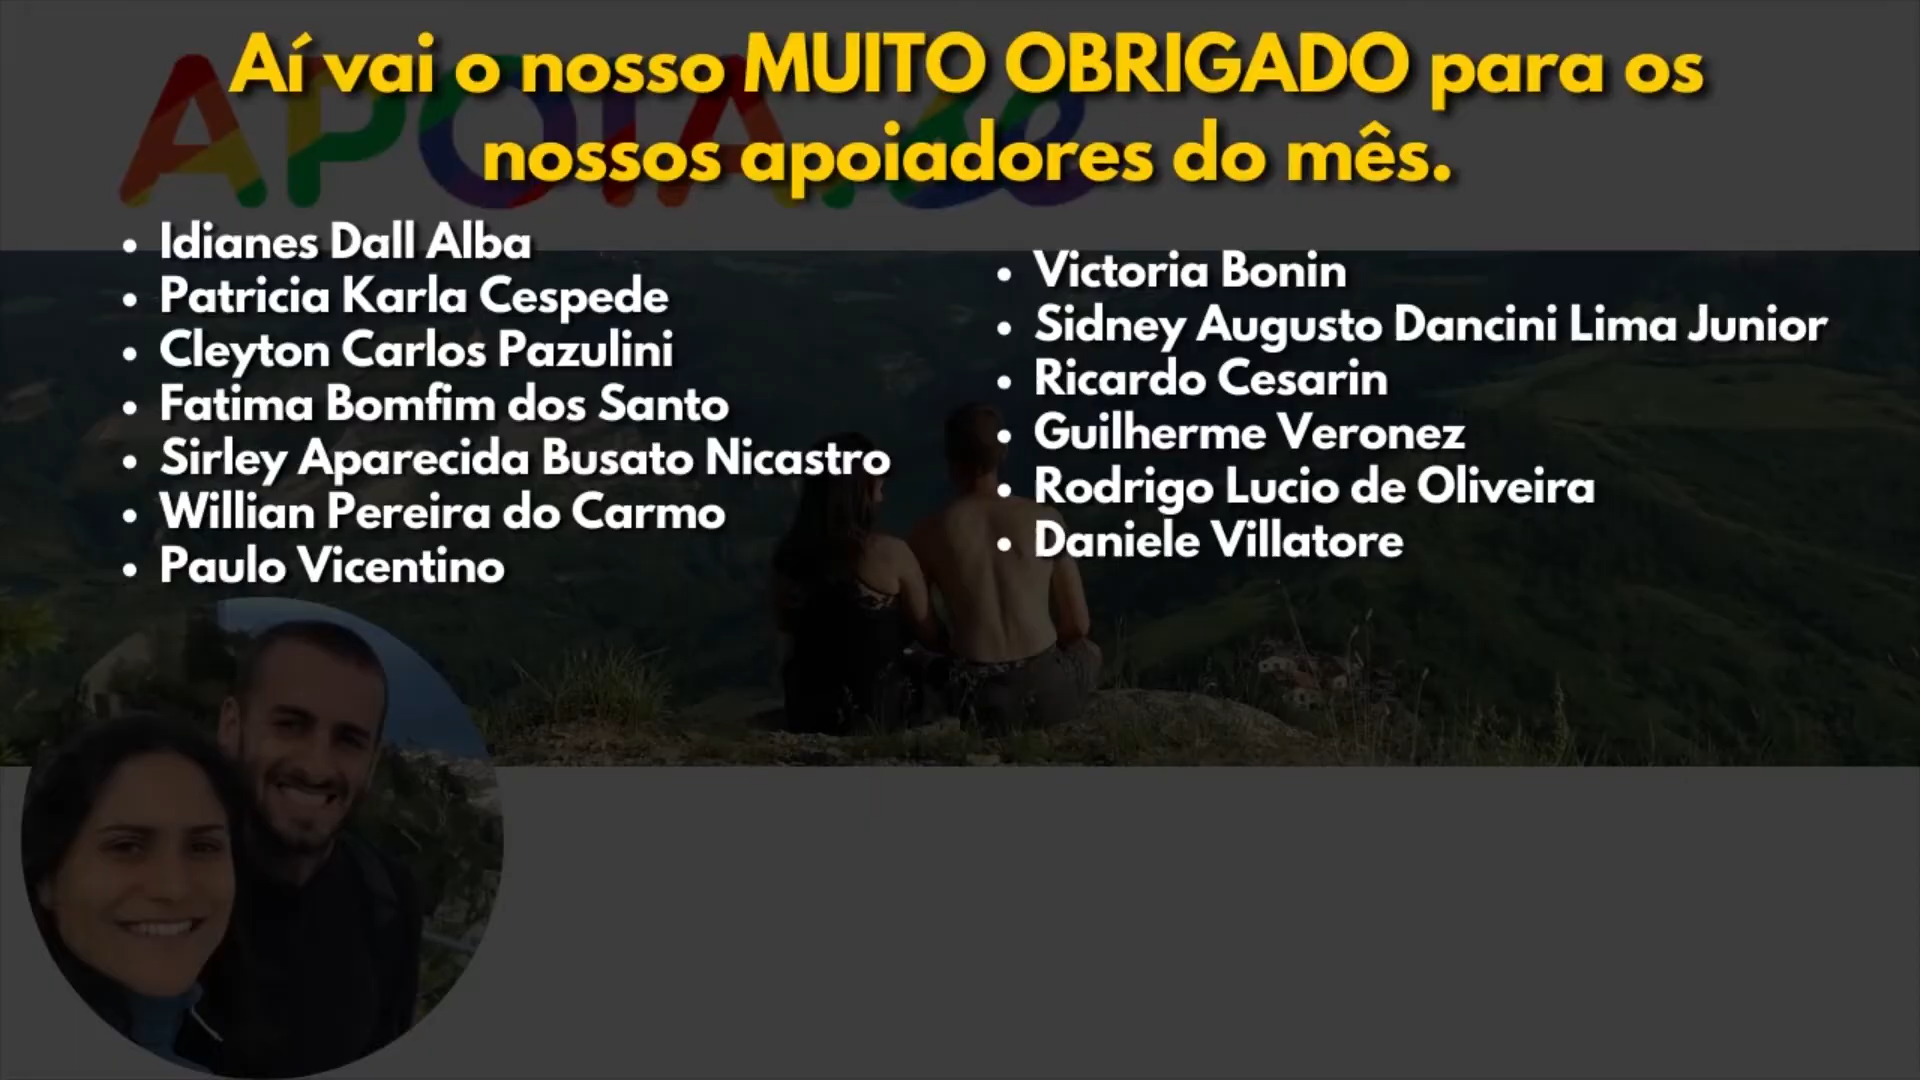 Aí vai o nosso MUITO OBRIGADO para os
nossos apoiadores do mês.
APOIA.se
• Idianes Dall Alba
• Patricia Karla Cespede
• Cleyton Carlos Pazulini
• Fatima Bomfim dos Santo
• Sirley Aparecida Busato Nicastro
• Willian Pereira do Carmo
• Paulo Vicentino
• Victoria Bonin
• Sidney Augusto Dancini Lima Junior
• Ricardo Cesarin
• Guilherme Veronez
• Rodrigo Lucio de Oliveira
• Daniele Villatore